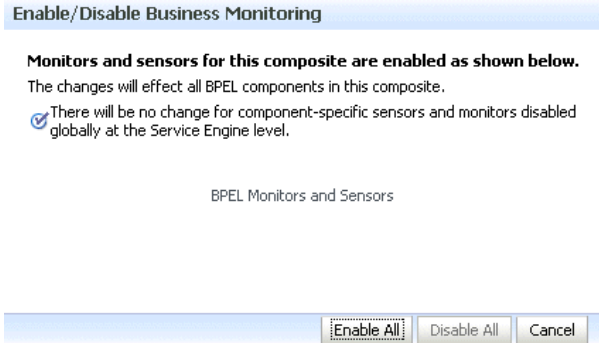 Enable/Disable Business Monitoring
Monitors and sensors for this composite are enabled as shown below.
The changes will effect all BPEL components in this composite.
There will be no change for component-specific sensors and monitors disabled
globally at the Service Engine level.
BPEL Monitors and Sensors
Enable All Disable All Cancel